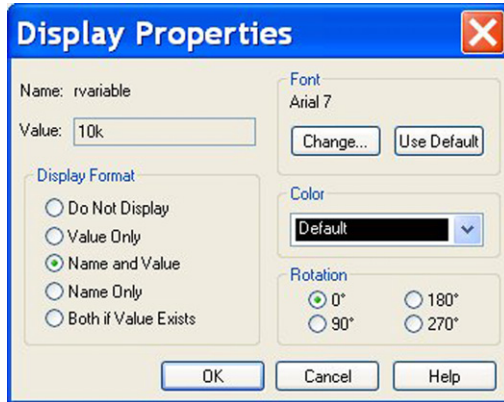 Display Properties
Name: rvariable
Value: 10k
Display Format
Do Not Display
Value Only
Name and Value
Name Only
Both if Value Exists
Font
Arial 7
Change... Use Default
Color
Default
Rotation
0° 180°
90° 270°
OK Cancel Help